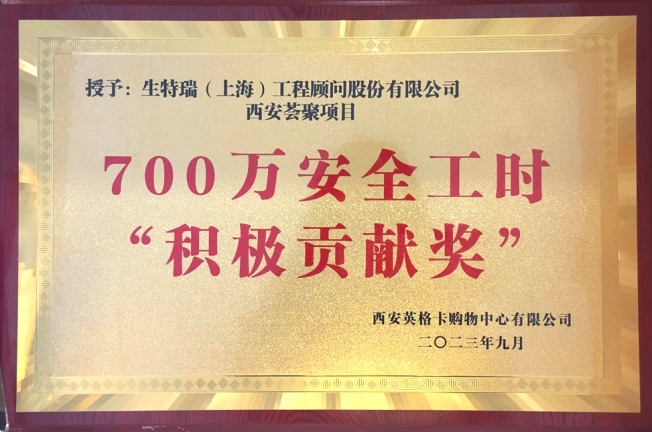 授予：生特瑞（上海）工程顾问股份有限公司
西安荟聚项目
700万安全工时
“积极贡献奖”
西安英格卡购物中心有限公司
二〇二三年九月